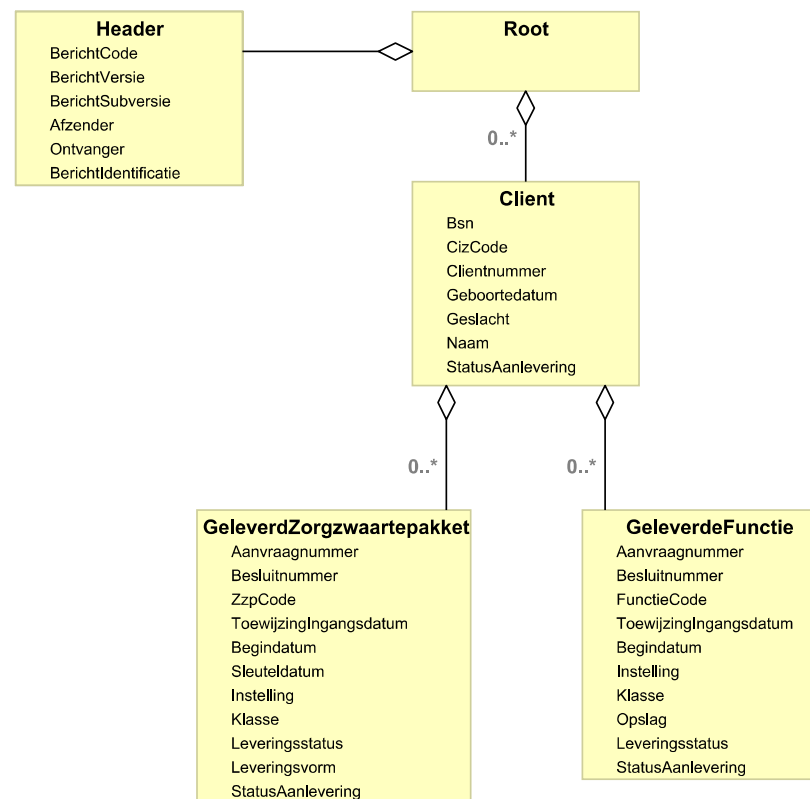 Header
BerichtCode
BerichtVersie
BerichtSubversie
Afzender
Ontvanger
BerichtIdentificatie
Root
0..*
Client
Bsn
CizCode
Clientnummer
Geboortedatum
Geslacht
Naam
StatusAanlevering
0..*
0..*
GeleverdZorgzwaartepakket
Aanvraagnummer
Besluitnummer
ZzpCode
ToewijzingIngangsdatum
Begindatum
Sleuteldatum
Instelling
Klasse
Leveringsstatus
Leveringsvorm
StatusAanlevering
GeleverdeFunctie
Aanvraagnummer
Besluitnummer
FunctieCode
ToewijzingIngangsdatum
Begindatum
Instelling
Klasse
Opslag
Leveringsstatus
StatusAanlevering